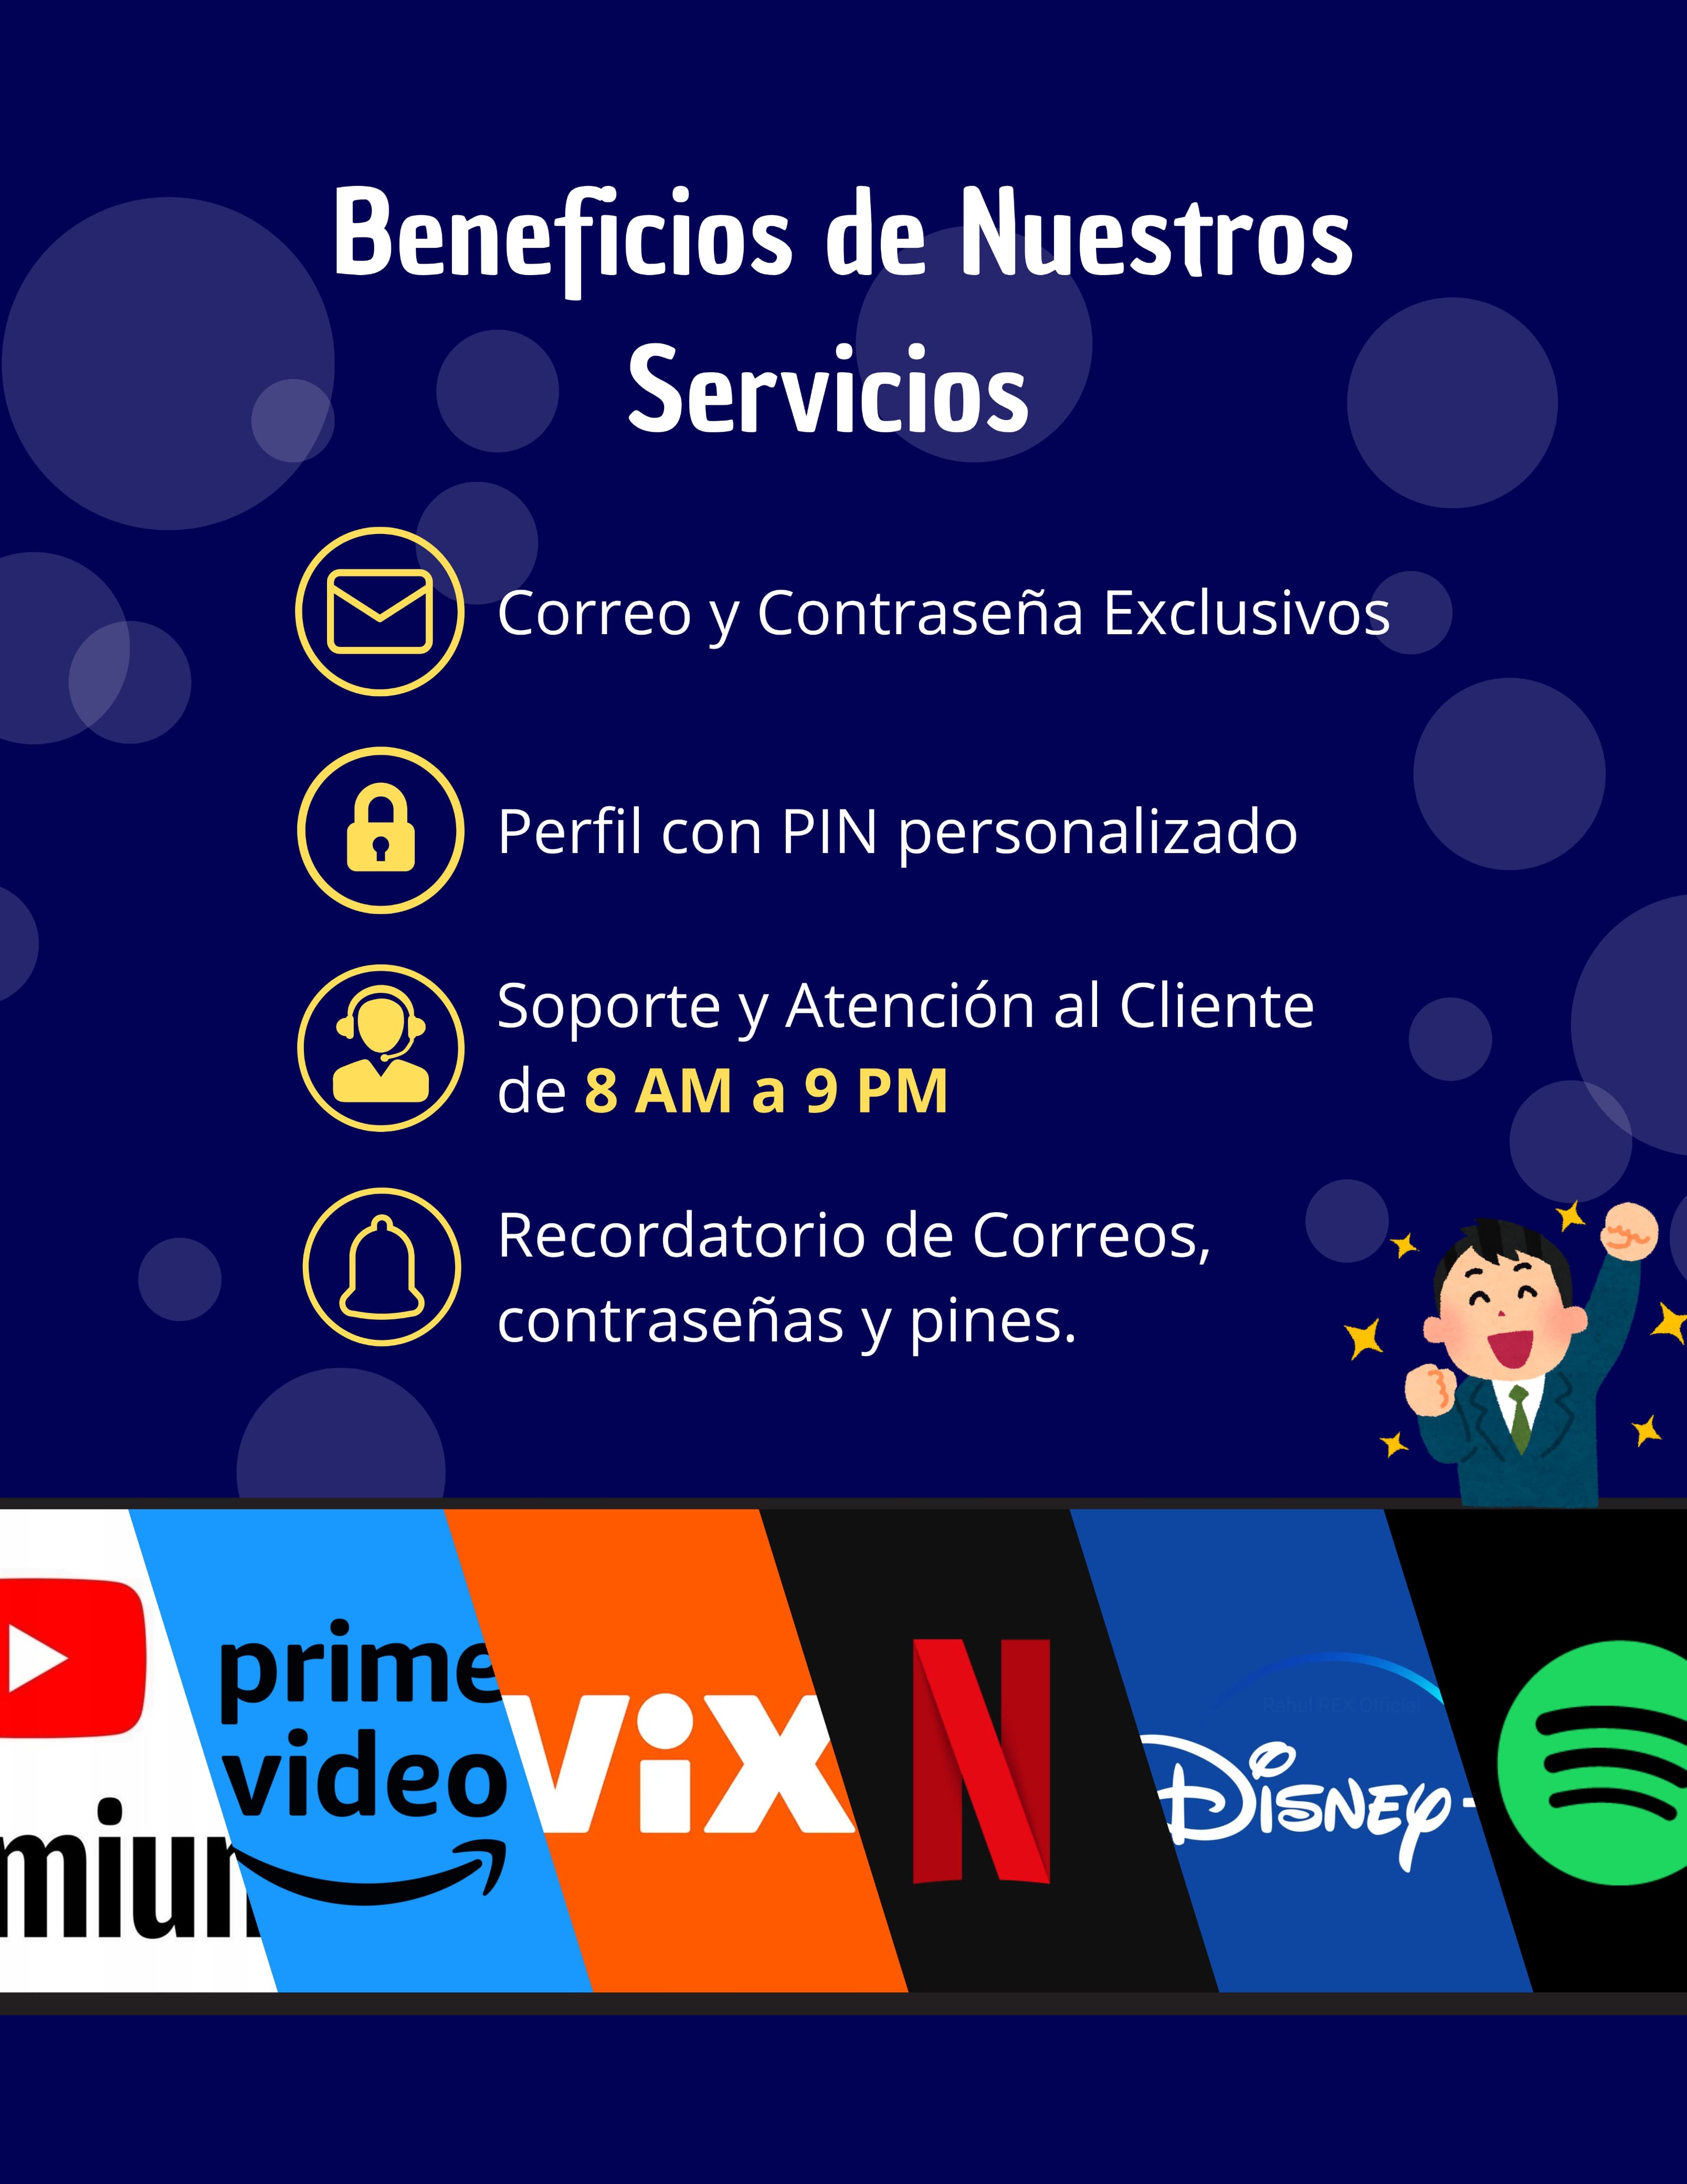 Beneficios de Nuestros
Servicios
Correo y Contraseña Exclusivos
Perfil con PIN personalizado
Soporte y Atención al Cliente
de 8 AM a 9 PM
Recordatorio de Correos,
contraseñas y pines.
prime
video
mium
ViX
N
Disney+